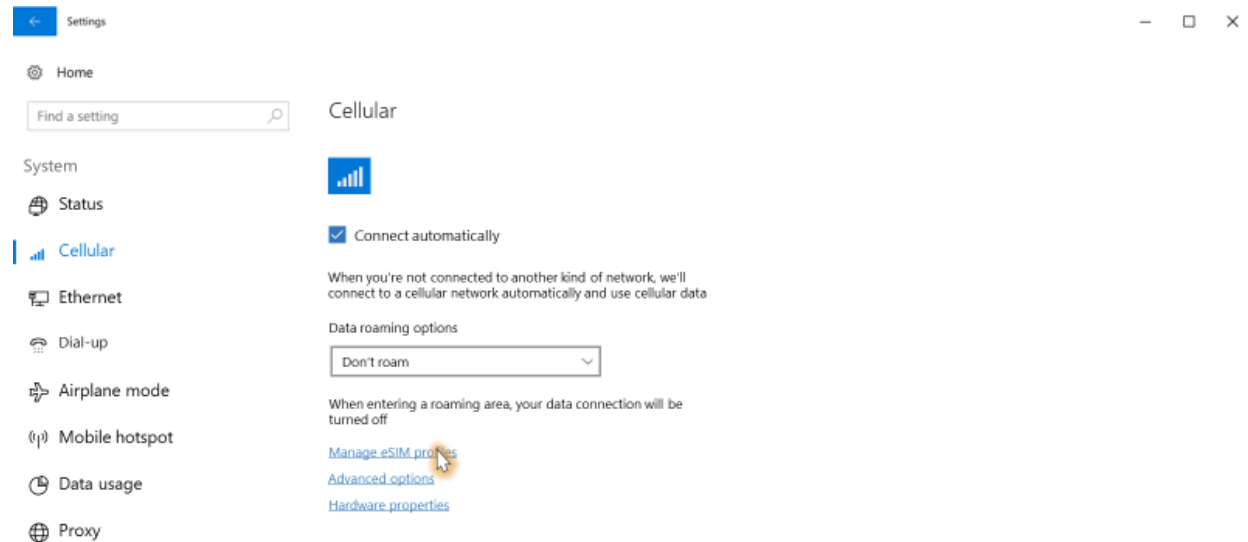 Settings
Home
Find a setting
System
Status
Cellular
Ethernet
Dial-up
Airplane mode
Mobile hotspot
Data usage
Proxy
Cellular
Connect automatically
When you're not connected to another kind of network, we'll
connect to a cellular network automatically and use cellular data
Data roaming options
Don't roam
When entering a roaming area, your data connection will be
turned off
Manage eSIM profiles
Advanced options
Hardware properties